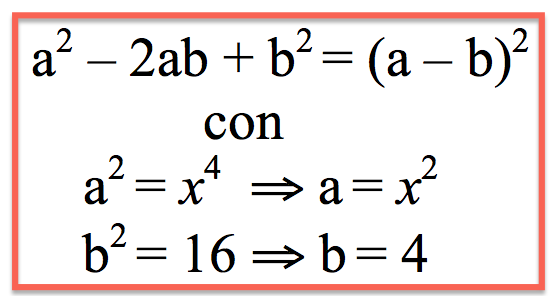 a² – 2ab + b² = (a – b)²
con
a² = x⁴ ⇒ a = x²
b² = 16 ⇒ b = 4